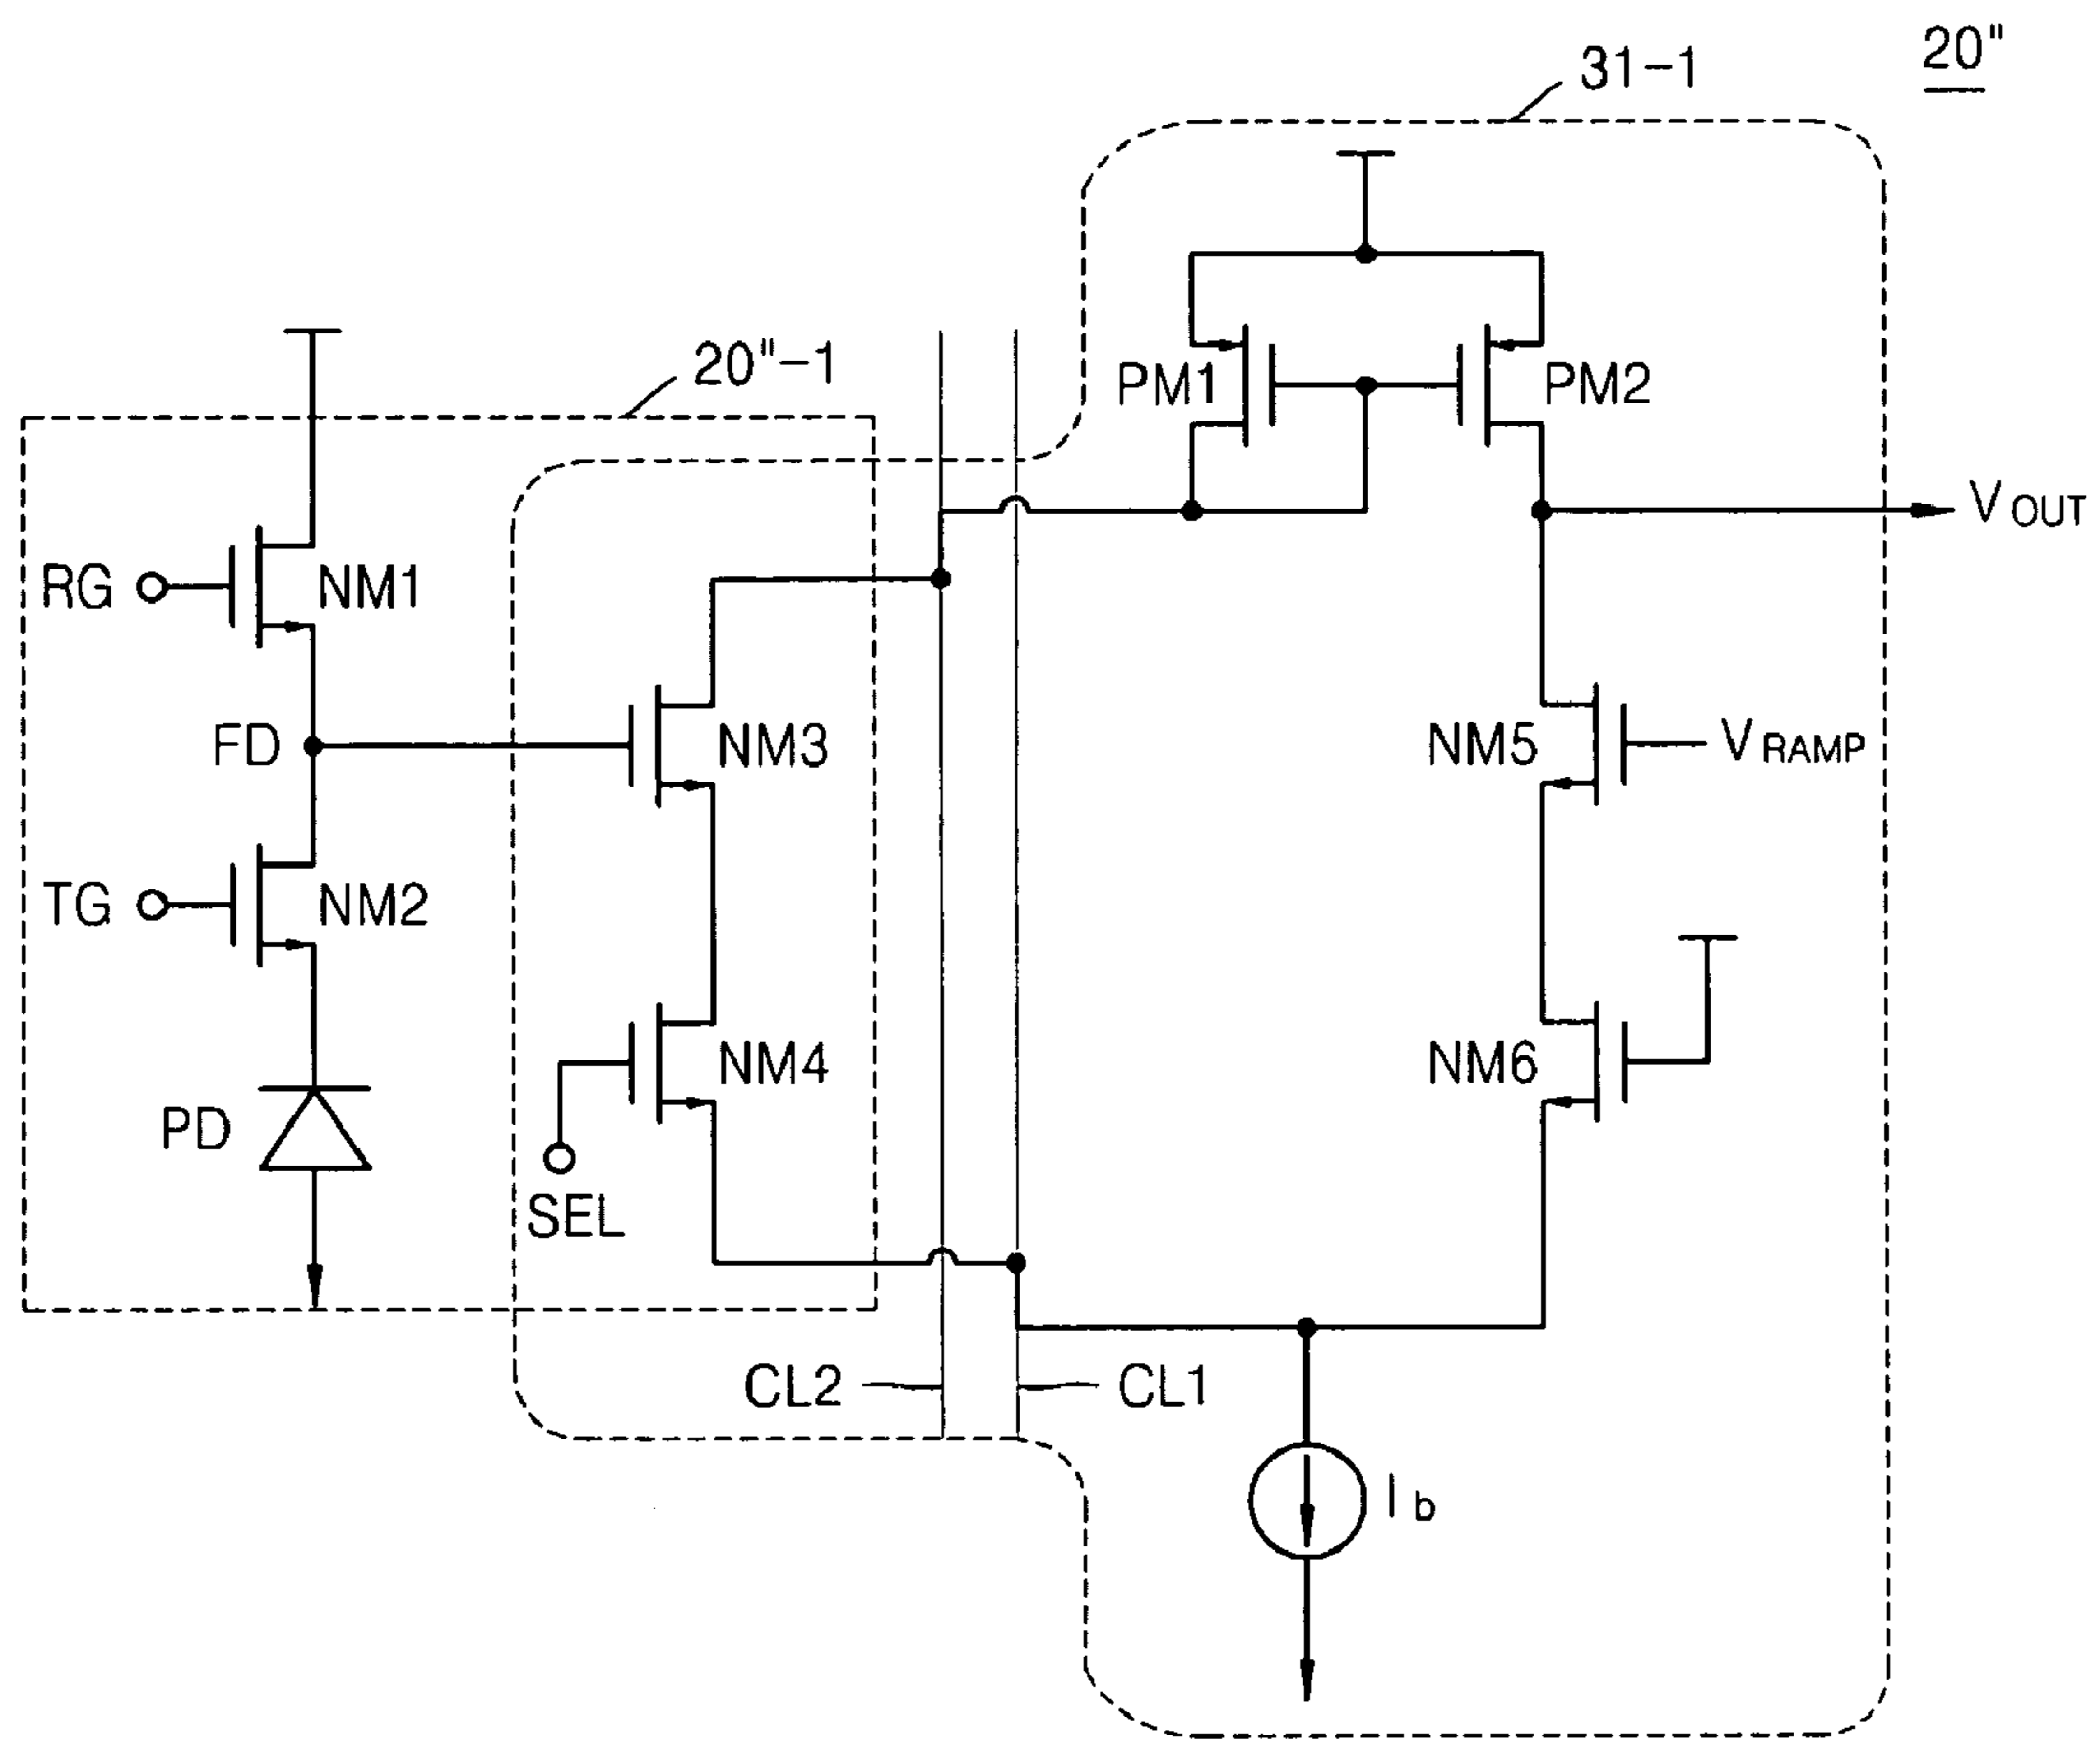 20"
31-1
20"-1
PM1
PM2
VOUT
RG
NM1
FD
NM3
NM5
VRAMP
TG
NM2
NM4
NM6
PD
SEL
CL2
CL1
Ib